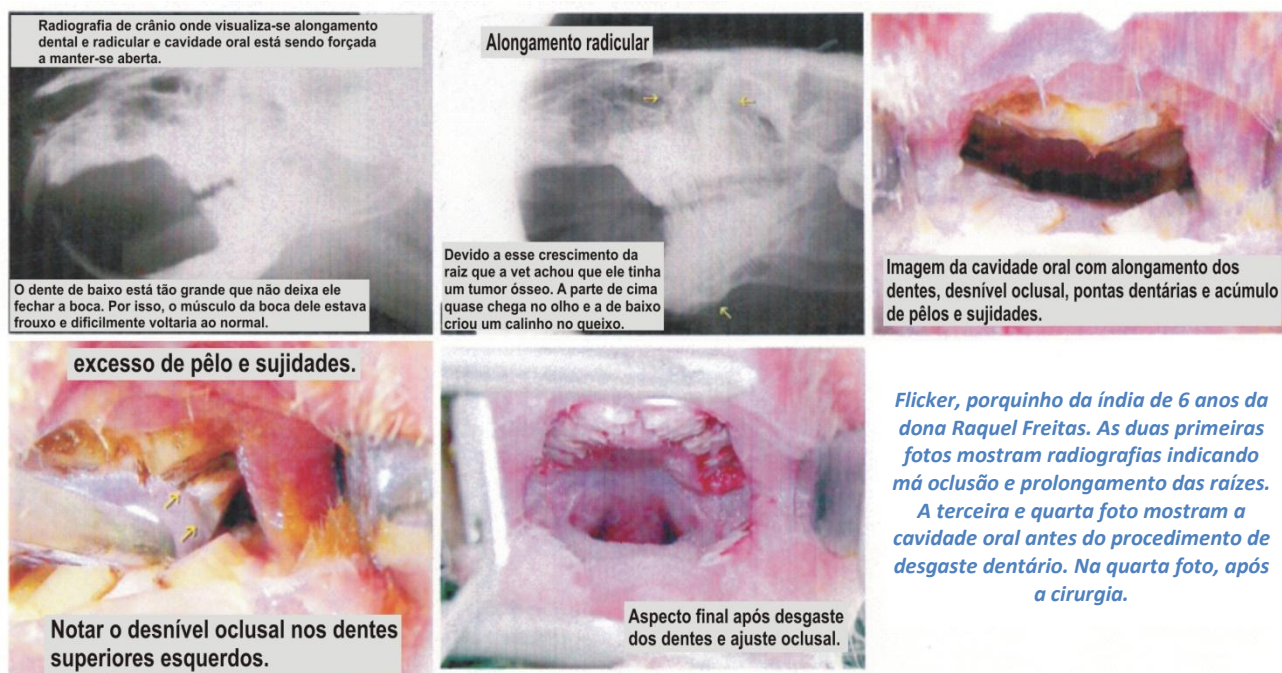 Radiografia de crânio onde visualiza-se alongamento
dental e radicular e cavidade oral está sendo forçada
a manter-se aberta.
O dente de baixo está tão grande que não deixa ele
fechar a boca. Por isso, o músculo da boca dele estava
frouxo e dificilmente voltaria ao normal.
Alongamento radicular
Devido a esse crescimento da
raiz que a vet achou que ele tinha
um tumor ósseo. A parte de cima
quase chega no olho e a de baixo
criou um calinho no queixo.
Imagem da cavidade oral com alongamento dos
dentes, desnível oclusal, pontas dentárias e acúmulo
de pêlos e sujidades.
excesso de pêlo e sujidades.
Notar o desnível oclusal nos dentes
superiores esquerdos.
Aspecto final após desgaste
dos dentes e ajuste oclusal.
Flicker, porquinho da índia de 6 anos da
dona Raquel Freitas. As duas primeiras
fotos mostram radiografias indicando
má oclusão e prolongamento das raízes.
A terceira e quarta foto mostram a
cavidade oral antes do procedimento de
desgaste dentário. Na quarta foto, após
a cirurgia.